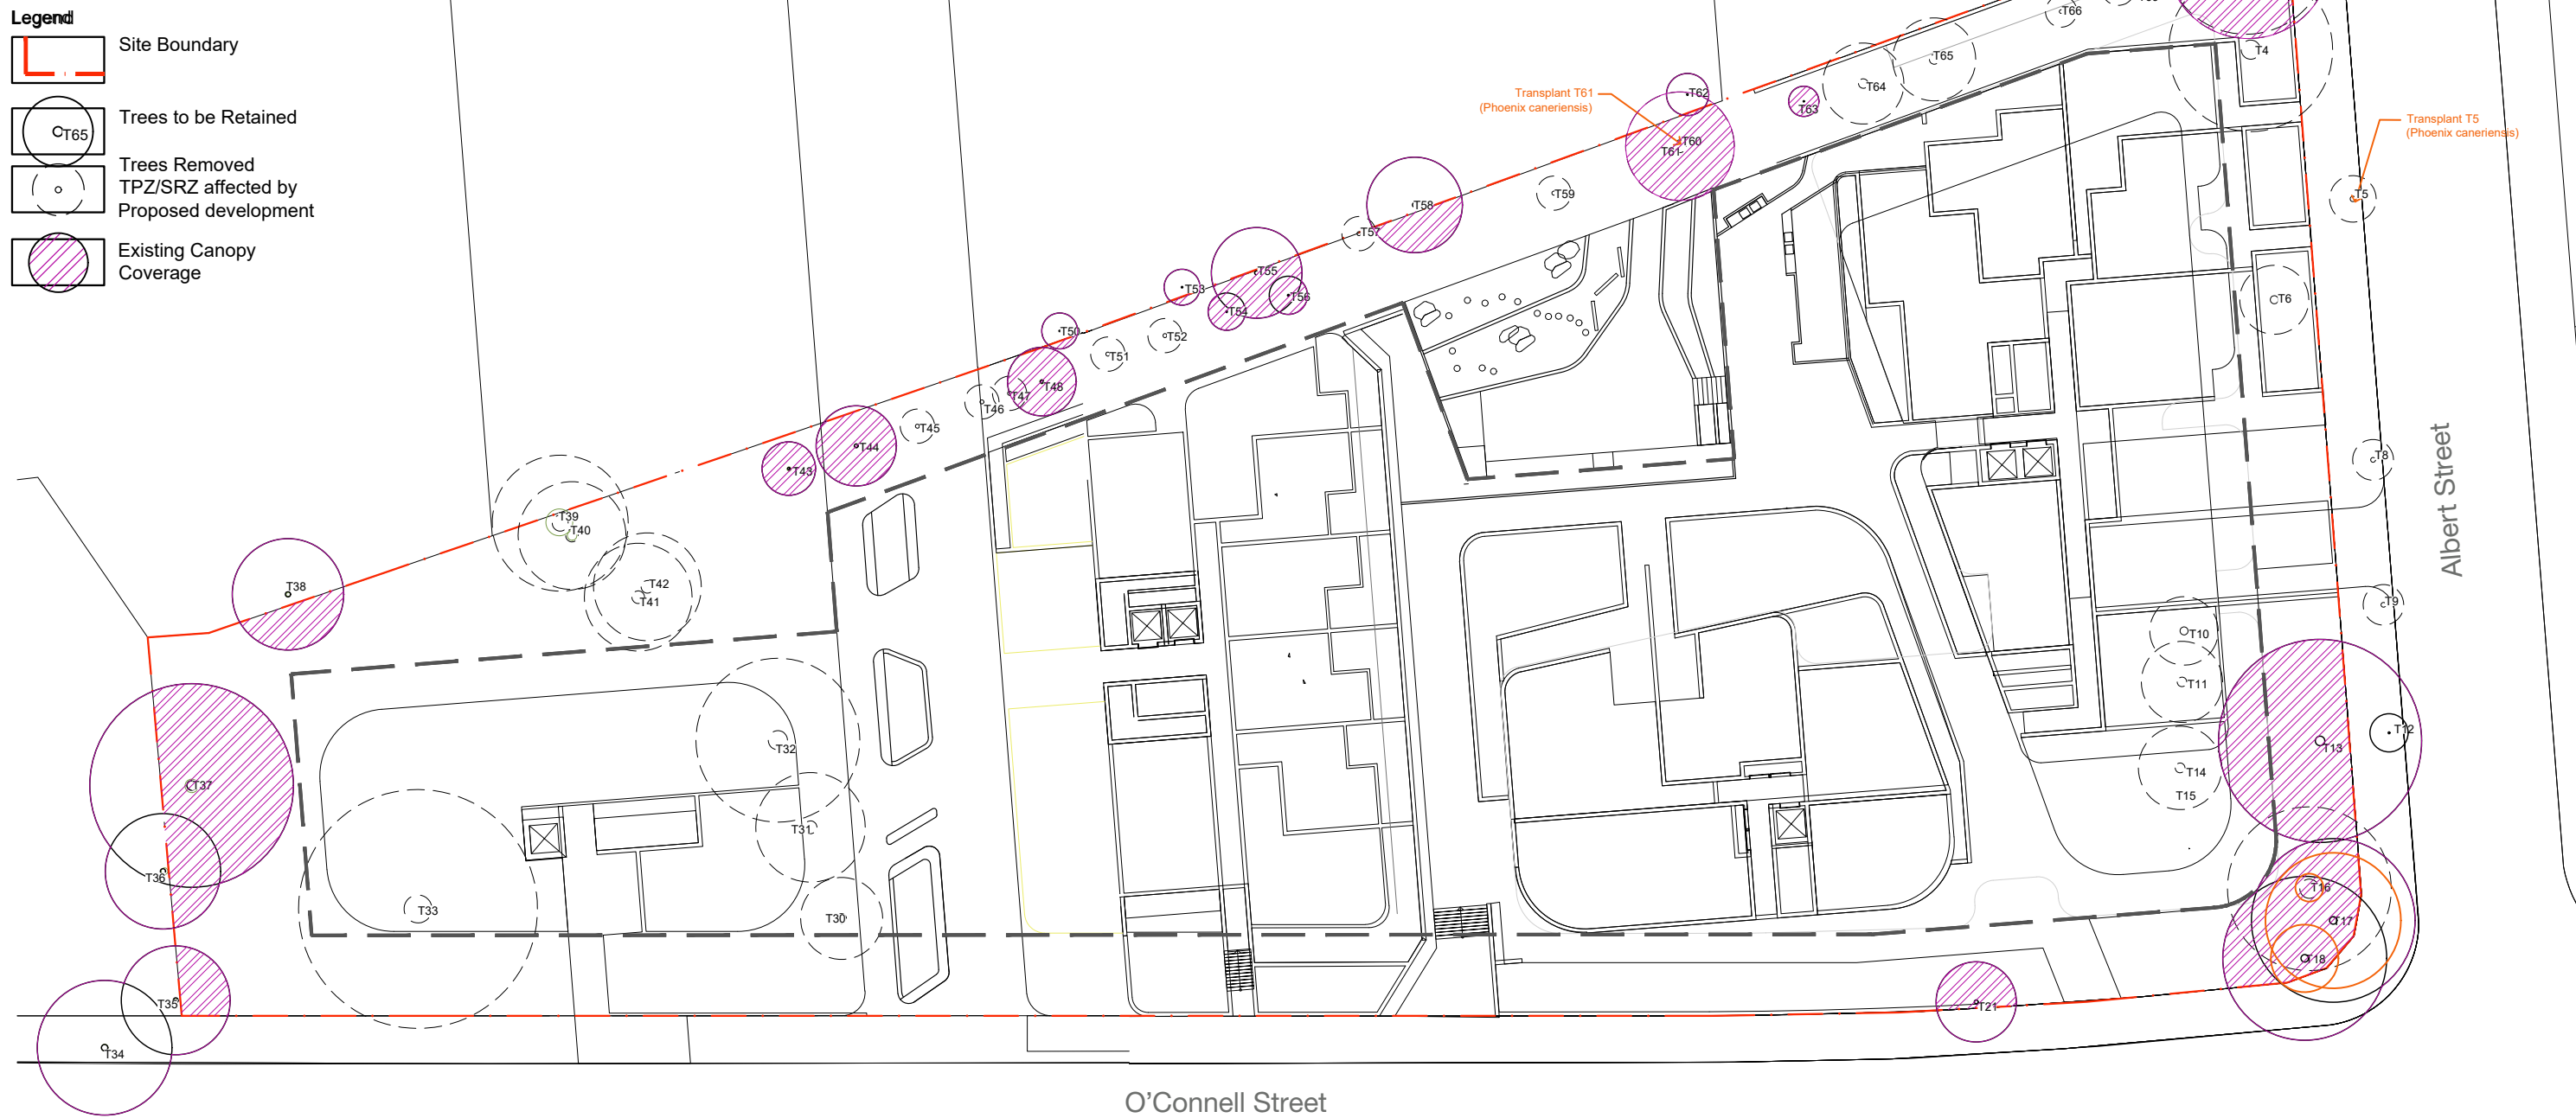 Legend
Site Boundary
T65
Trees to be Retained
Trees Removed
TPZ/SRZ affected by
Proposed development
Existing Canopy
Coverage
T66
T4
T65
T64
T63
T62
Transplant T61
(Phoenix caneriensis)
T60
T61
Transplant T5
(Phoenix caneriensis)
T5
T59
T58
T57
T55
T56
T54
T53
T52
T51
T50
T48
T47
T46
T45
T44
T43
T6
T8
T9
T39
T40
T42
T41
T38
T10
T11
T12
T13
T14
T15
T16
T17
T18
T21
T37
T36
T35
T34
T33
T32
T31
T30
Albert Street
O'Connell Street